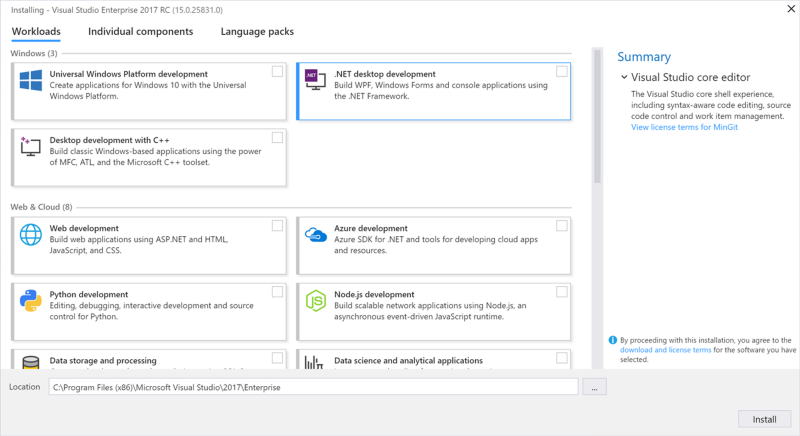 Installing - Visual Studio Enterprise 2017 RC (15.0.25831.0)
Workloads Individual components Language packs
Windows (3)
Universal Windows Platform development
Create applications for Windows 10 with the Universal
Windows Platform.
.NET
.NET desktop development
Build WPF, Windows Forms and console applications using
the .NET Framework.
Desktop development with C++
Build classic Windows-based applications using the power
of MFC, ATL, and the Microsoft C++ toolset.
Web & Cloud (8)
Web development
Build web applications using ASP.NET and HTML,
JavaScript, and CSS.
Azure development
Azure SDK for .NET and tools for developing cloud apps
and resources.
Python development
Editing, debugging, interactive development and source
control for Python.
JS
Node.js development
Build scalable network applications using Node.js, an
asynchronous event-driven JavaScript runtime.
Data storage and processing
Data science and analytical applications
Summary
Visual Studio core editor
The Visual Studio core shell experience,
including syntax-aware code editing, source
code control and work item management.
View license terms for MinGit
By proceeding with this installation, you agree to the
download and license terms for the software you have
selected.
Location C:\Program Files (x86)\Microsoft Visual Studio\2017\Enterprise ...
Install